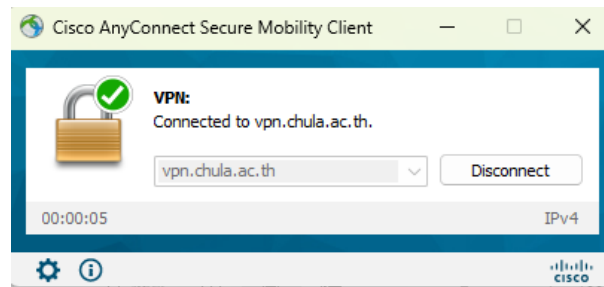 Cisco AnyConnect Secure Mobility Client
VPN:
Connected to vpn.chula.ac.th.
vpn.chula.ac.th
Disconnect
00:00:05
IPv4
CISCO